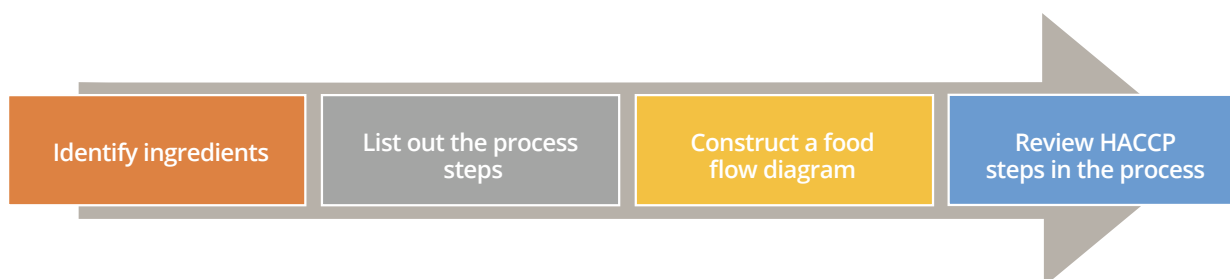 Identify ingredients
List out the process
steps
Construct a food
flow diagram
Review HACCP
steps in the process